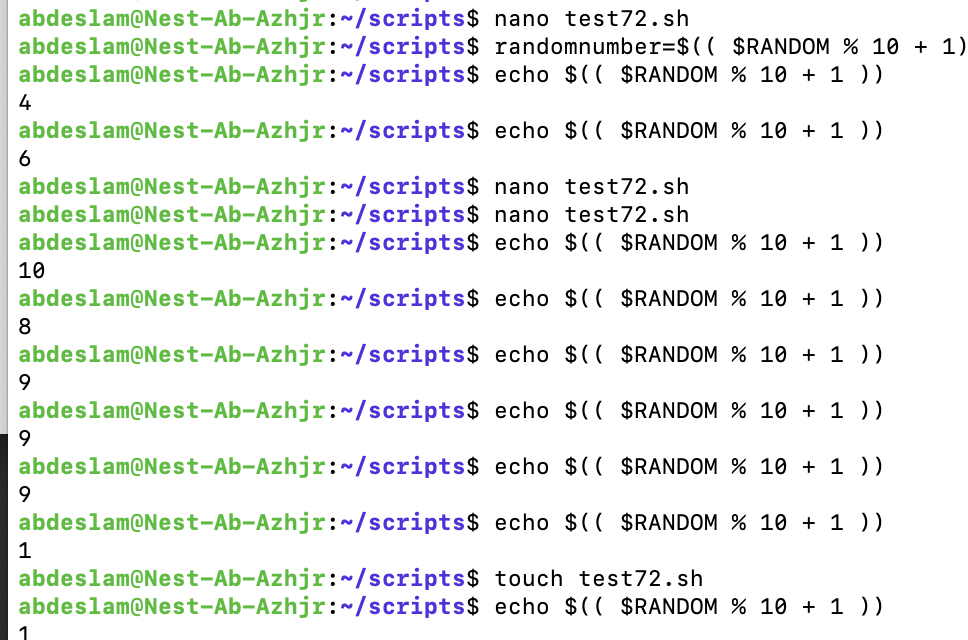 abdeslam@Nest-Ab-Azhjr:~/scripts$ nano test72.sh
abdeslam@Nest-Ab-Azhjr:~/scripts$ randomnumber=$(( $RANDOM % 10 + 1)
abdeslam@Nest-Ab-Azhjr:~/scripts$ echo $(( $RANDOM % 10 + 1 ))
4
abdeslam@Nest-Ab-Azhjr:~/scripts$ echo $(( $RANDOM % 10 + 1 ))
6
abdeslam@Nest-Ab-Azhjr:~/scripts$ nano test72.sh
abdeslam@Nest-Ab-Azhjr:~/scripts$ nano test72.sh
abdeslam@Nest-Ab-Azhjr:~/scripts$ echo $(( $RANDOM % 10 + 1 ))
10
abdeslam@Nest-Ab-Azhjr:~/scripts$ echo $(( $RANDOM % 10 + 1 ))
8
abdeslam@Nest-Ab-Azhjr:~/scripts$ echo $(( $RANDOM % 10 + 1 ))
9
abdeslam@Nest-Ab-Azhjr:~/scripts$ echo $(( $RANDOM % 10 + 1 ))
9
abdeslam@Nest-Ab-Azhjr:~/scripts$ echo $(( $RANDOM % 10 + 1 ))
9
abdeslam@Nest-Ab-Azhjr:~/scripts$ echo $(( $RANDOM % 10 + 1 ))
1
abdeslam@Nest-Ab-Azhjr:~/scripts$ touch test72.sh
abdeslam@Nest-Ab-Azhjr:~/scripts$ echo $(( $RANDOM % 10 + 1 ))
1